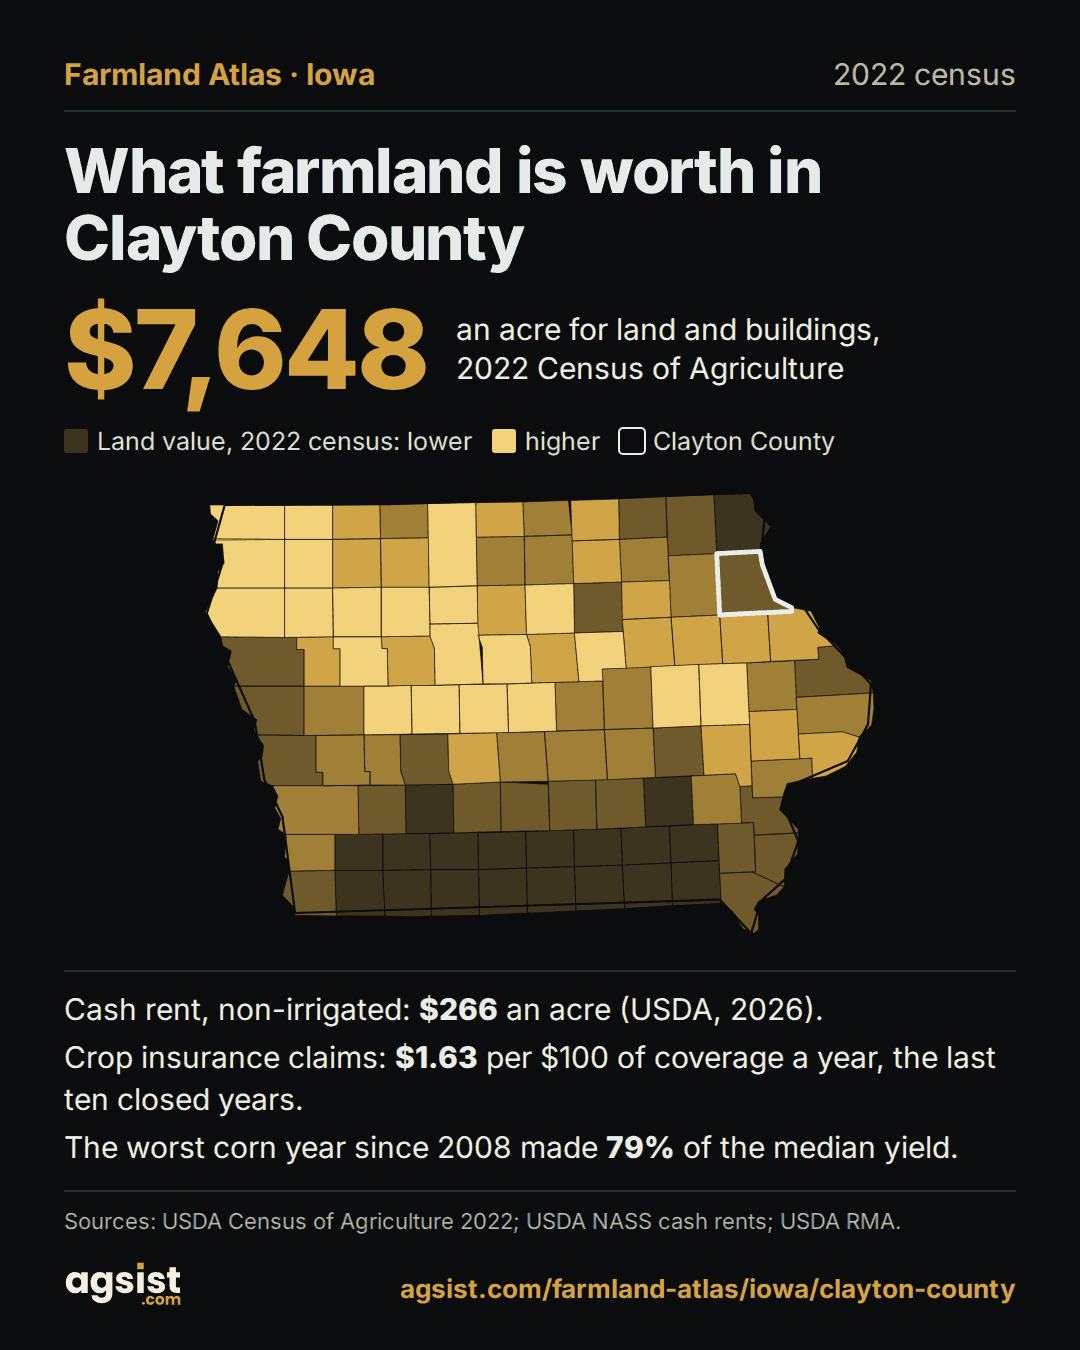 Farmland Atlas · Iowa
2022 census
What farmland is worth in
Clayton County
$7,648
an acre for land and buildings,
2022 Census of Agriculture
Land value, 2022 census: lower
higher
Clayton County
Cash rent, non-irrigated: $266 an acre (USDA, 2026).
Crop insurance claims: $1.63 per $100 of coverage a year, the last
ten closed years.
The worst corn year since 2008 made 79% of the median yield.
Sources: USDA Census of Agriculture 2022; USDA NASS cash rents; USDA RMA.
agsist
.com
agsist.com/farmland-atlas/iowa/clayton-county